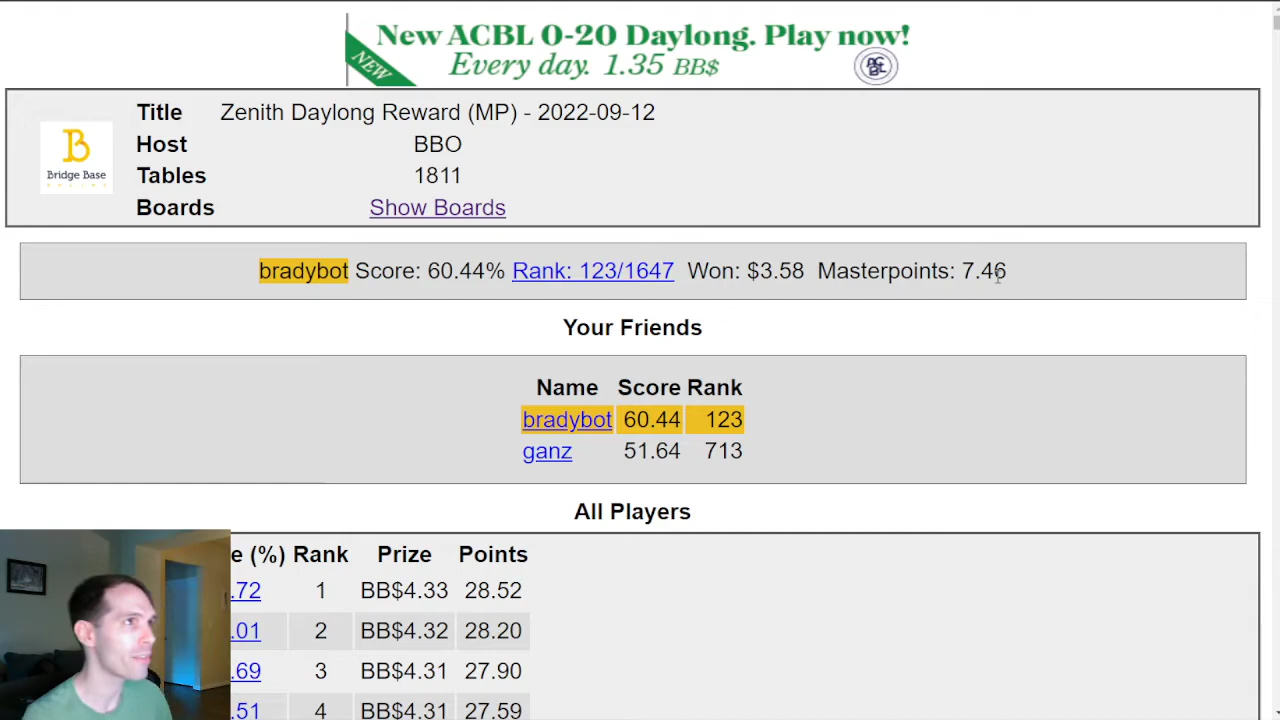 New ACBL 0-20 Daylong. Play now!
NEW
Every day. 1.35 BB$
Title Zenith Daylong Reward (MP) - 2022-09-12
Host BBO
Bridge Base
Tables 1811
Boards Show Boards
bradybot Score: 60.44% Rank: 123/1647 Won: $3.58 Masterpoints: 7.46
Your Friends
Name Score Rank
bradybot 60.44 123
ganz 51.64 713
All Players
e (%) Rank Prize Points
.72 1 BB$4.33 28.52
.01 2 BB$4.32 28.20
.69 3 BB$4.31 27.90
.51 4 BB$4.31 27.59